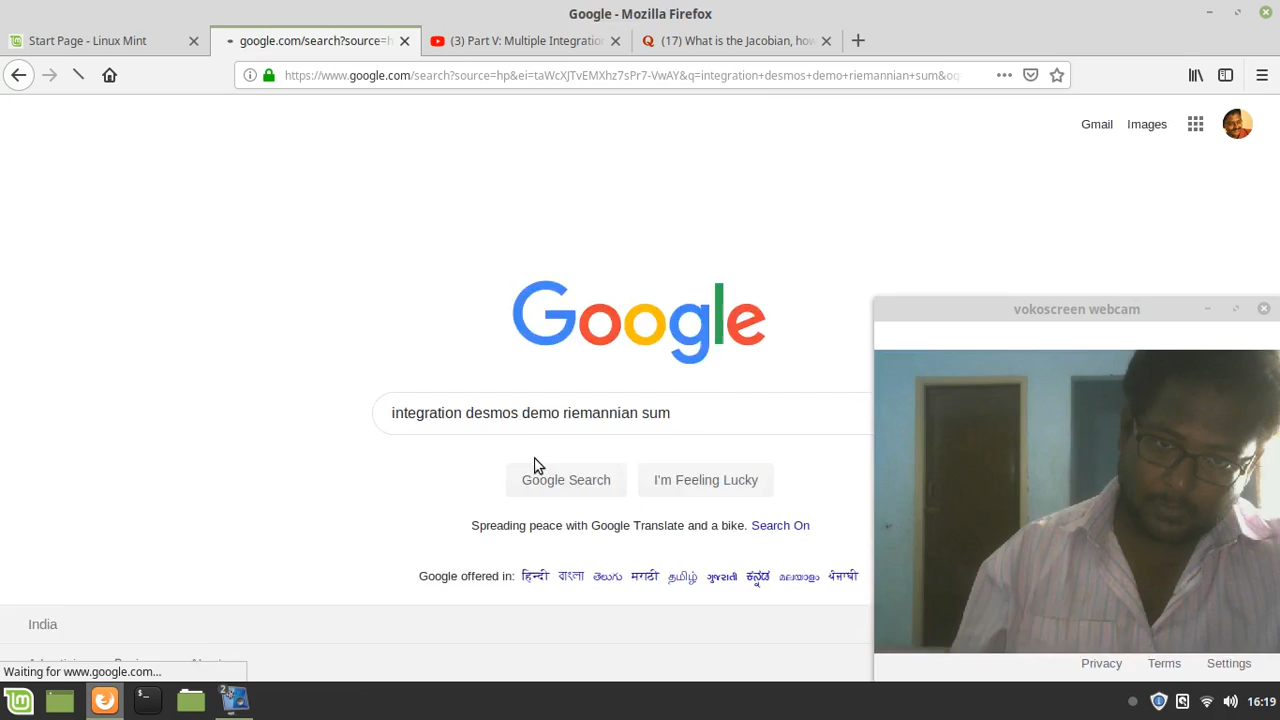 Google - Mozilla Firefox
Start Page - Linux Mint
google.com/search?source=h
(3) Part V: Multiple Integration
(17) What is the Jacobian, how
https://www.google.com/search?source=hp&ei=taWcXJTvEMXhz7sPr7-VwAY&q=integration+desmos+demo+riemannian+sum&oq
Gmail
Images
Google
vokoscreen webcam
integration desmos demo riemannian sum
Google Search
I'm Feeling Lucky
Spreading peace with Google Translate and a bike. Search On
Google offered in: हिन्दी বাংলা తెలుగు मराठी தமிழ் ગુજરાતી ಕನ್ನಡ മലയാളം ਪੰਜਾਬੀ
India
Privacy
Terms
Settings
Waiting for www.google.com...
16:19